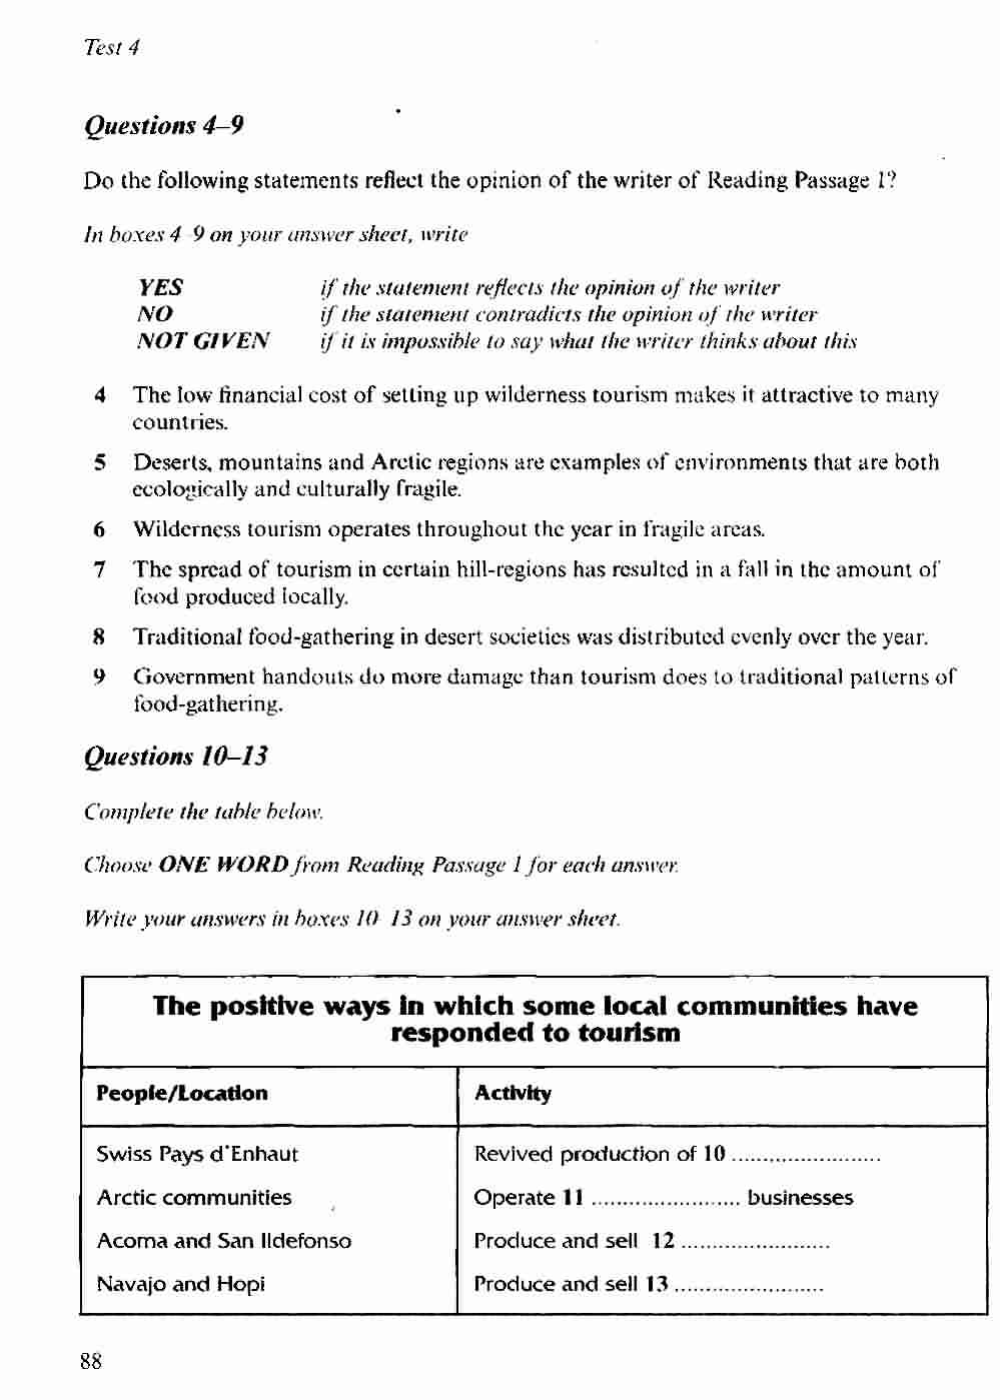 Test 4
Questions 4–9
Do the following statements reflect the opinion of the writer of Reading Passage 1?
In boxes 4 9 on your answer sheet, write
YES if the statement reflects the opinion of the writer
NO if the statement contradicts the opinion of the writer
NOT GIVEN if it is impossible to say what the writer thinks about this
4 The low financial cost of setting up wilderness tourism makes it attractive to many
countries.
5 Deserts, mountains and Arctic regions are examples of environments that are both
ecologically and culturally fragile.
6 Wilderness tourism operates throughout the year in fragile areas.
7 The spread of tourism in certain hill-regions has resulted in a fall in the amount of
food produced locally.
8 Traditional food-gathering in desert societies was distributed evenly over the year.
9 Government handouts do more damage than tourism does to traditional patterns of
food-gathering.
Questions 10–13
Complete the table below.
Choose ONE WORD from Reading Passage 1 for each answer.
Write your answers in boxes 10 13 on your answer sheet.
The positive ways in which some local communities have
responded to tourism
People/Location Activity
Swiss Pays d'Enhaut Revived production of 10 ........................
Arctic communities Operate 11 ........................ businesses
Acoma and San Ildefonso Produce and sell 12 ........................
Navajo and Hopi Produce and sell 13 ........................
88